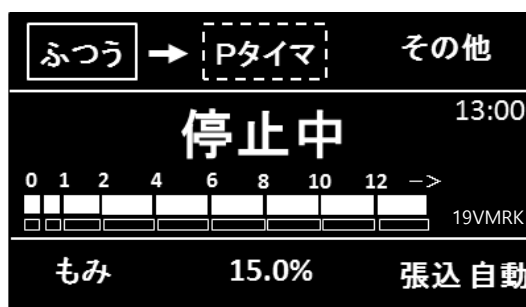 ふつう → Pタイマ その他
13:00
停止中
0 1 2 4 6 8 10 12 ->
19VMRK
もみ 15.0% 張込 自動